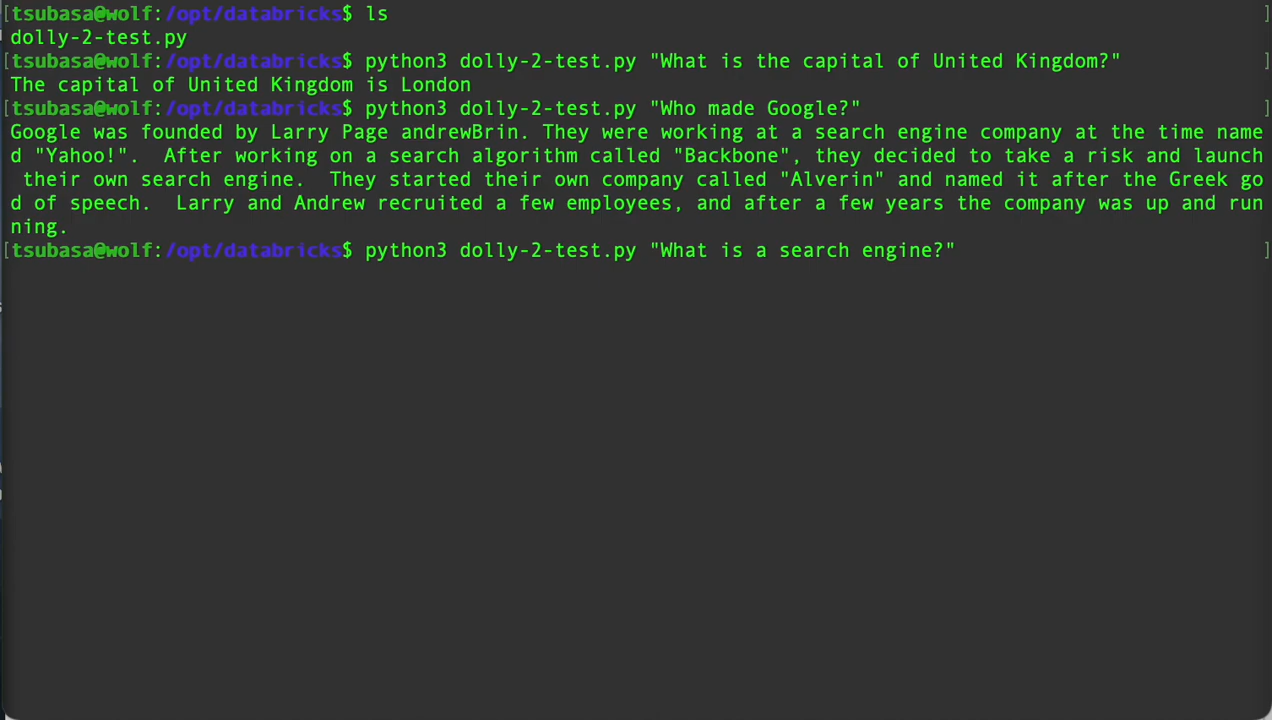 [tsubasa@wolf:/opt/databricks$ ls ]
dolly-2-test.py
[tsubasa@wolf:/opt/databricks$ python3 dolly-2-test.py "What is the capital of United Kingdom?" ]
The capital of United Kingdom is London
[tsubasa@wolf:/opt/databricks$ python3 dolly-2-test.py "Who made Google?" ]
Google was founded by Larry Page andrewBrin. They were working at a search engine company at the time name
d "Yahoo!".  After working on a search algorithm called "Backbone", they decided to take a risk and launch
 their own search engine.  They started their own company called "Alverin" and named it after the Greek go
d of speech.  Larry and Andrew recruited a few employees, and after a few years the company was up and run
ning.
[tsubasa@wolf:/opt/databricks$ python3 dolly-2-test.py "What is a search engine?" ]